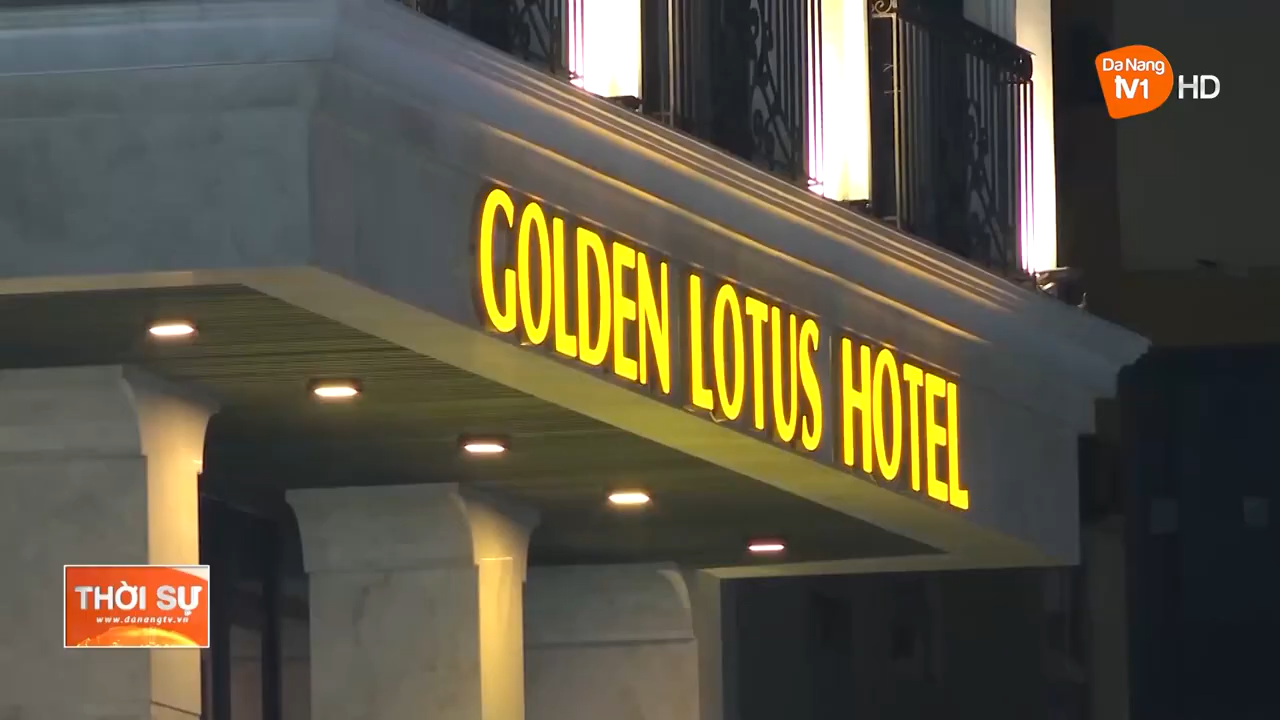 Da Nang
TV1 HD
GOLDEN LOTUS HOTEL
THỜI SỰ
www.danangtv.vn